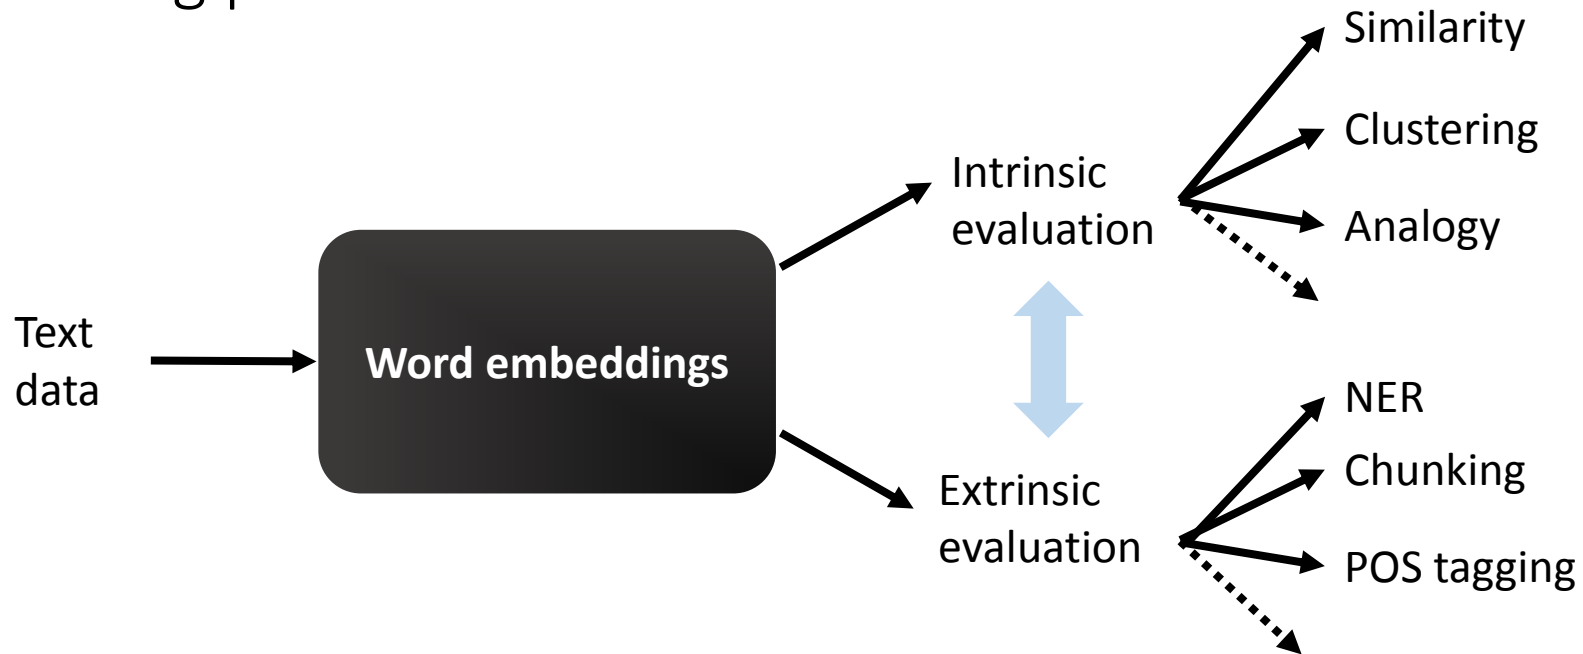 Similarity
Clustering
Intrinsic
evaluation
Analogy
Text
data
Word embeddings
NER
Chunking
Extrinsic
evaluation
POS tagging